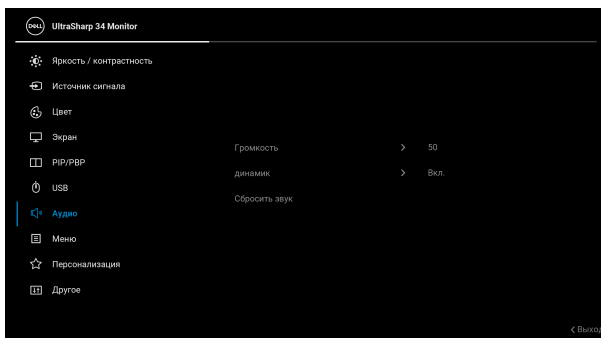 DELL UltraSharp 34 Monitor
Яркость / контрастность
Источник сигнала
Цвет
Экран
Громкость 50
PIP/PBP
динамик Вкл.
USB
Сбросить звук
Аудио
Меню
Персонализация
Другое
Выход